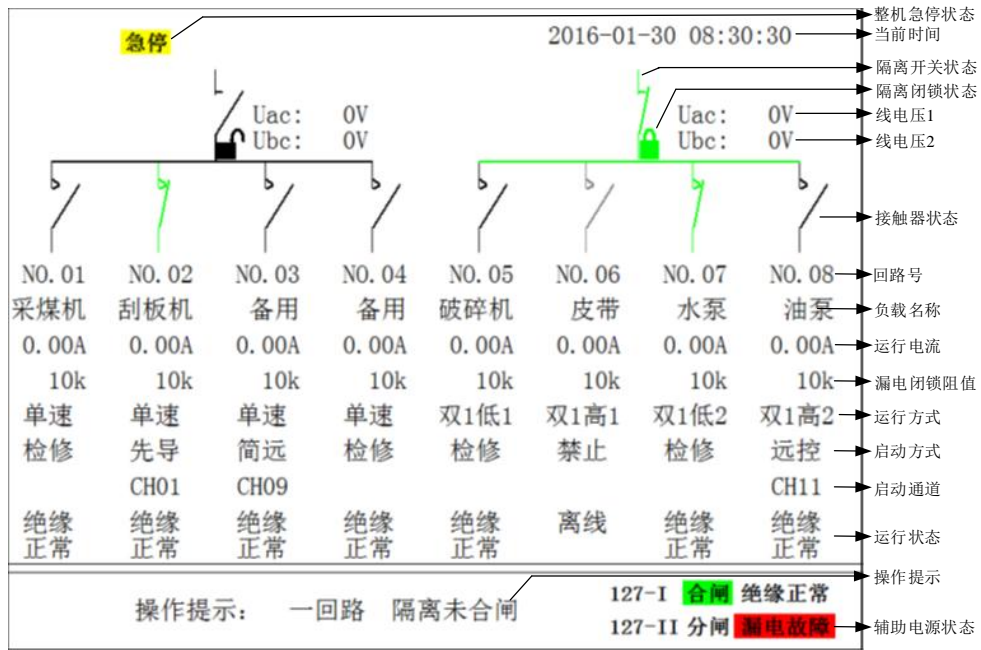 急停
2016-01-30 08:30:30
整机急停状态
当前时间
隔离开关状态
隔离闭锁状态
Uac: 0V
Ubc: 0V
Uac: 0V
Ubc: 0V
线电压1
线电压2
接触器状态
NO.01 NO.02 NO.03 NO.04 NO.05 NO.06 NO.07 NO.08 回路号
采煤机 刮板机 备用 备用 破碎机 皮带 水泵 油泵 负载名称
0.00A 0.00A 0.00A 0.00A 0.00A 0.00A 0.00A 0.00A 运行电流
10k 10k 10k 10k 10k 10k 10k 10k 漏电闭锁阻值
单速 单速 单速 单速 双1低1 双1高1 双1低2 双1高2 运行方式
检修 先导 简远 检修 检修 禁止 检修 远控 启动方式
CH01 CH09 CH11 启动通道
绝缘 绝缘 绝缘 绝缘 绝缘 离线 绝缘 绝缘
正常 正常 正常 正常 正常 正常 正常 运行状态
操作提示: 一回路 隔离未合闸
127-I 合闸 绝缘正常
127-II 分闸 漏电故障
操作提示
辅助电源状态